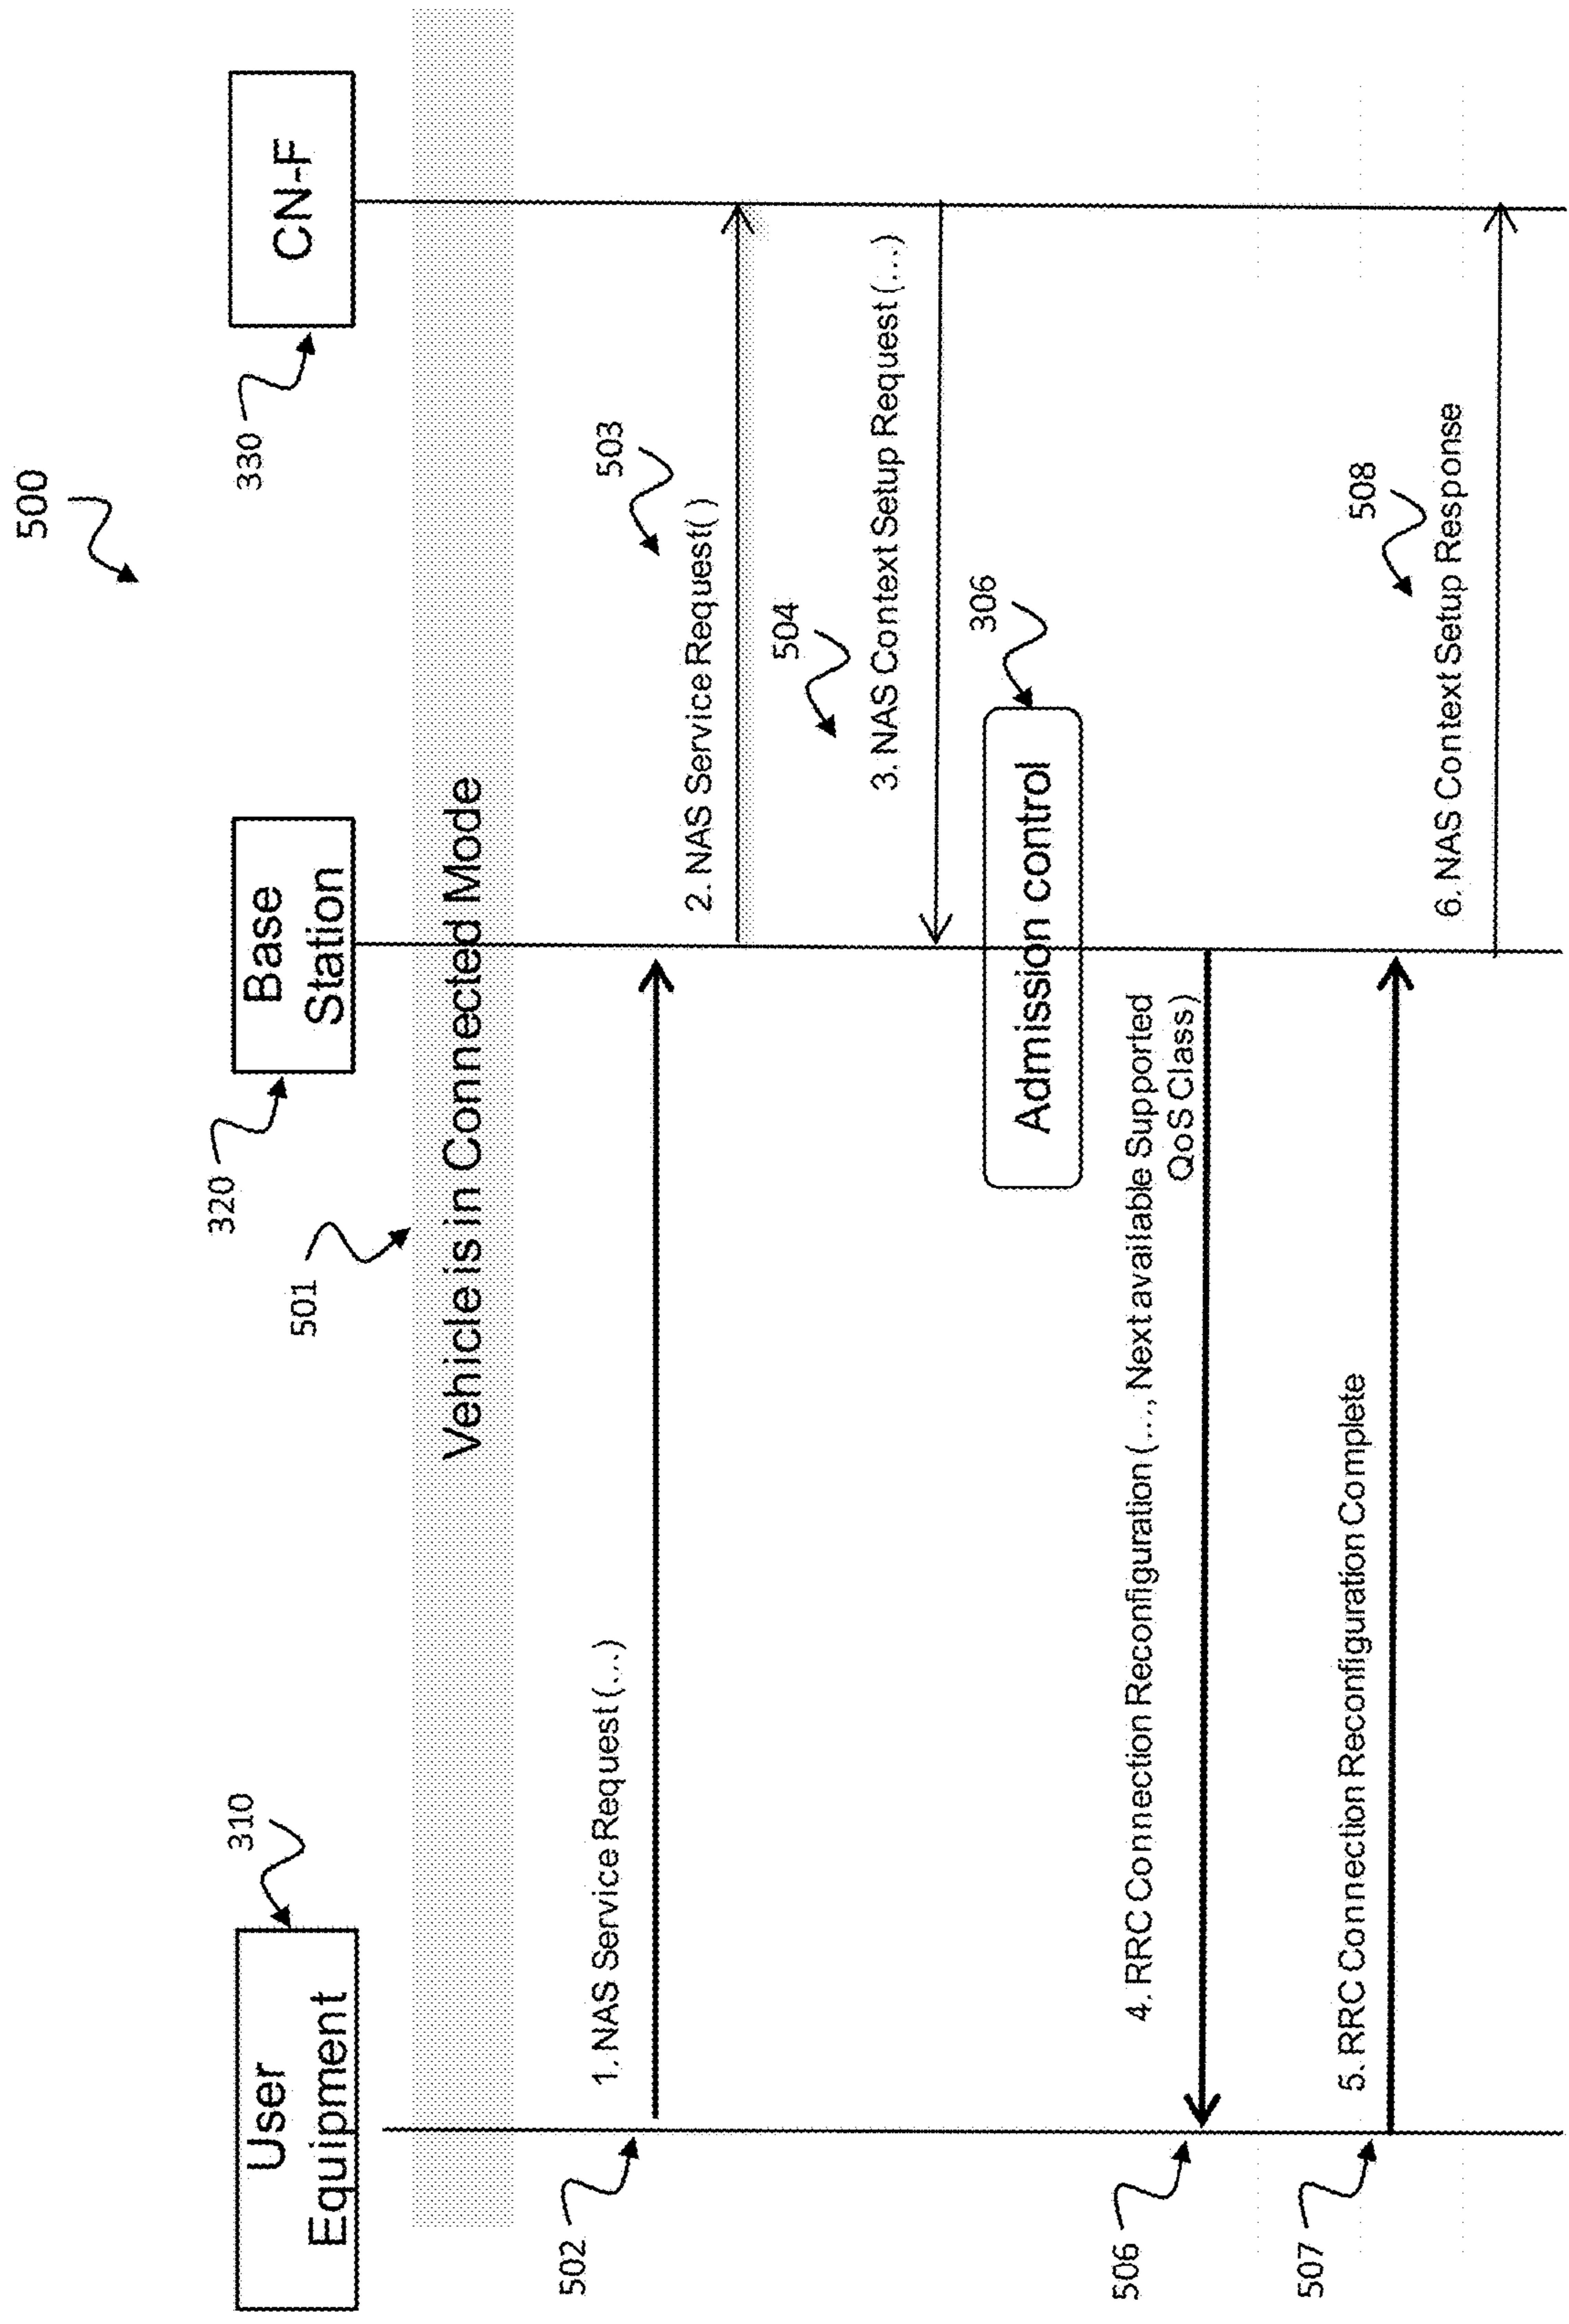 500
310
320
330
User
Equipment
Base
Station
CN-F
501
Vehicle is in Connected Mode
502
1. NAS Service Request (...)
503
2. NAS Service Request( )
504
3. NAS Context Setup Request (...)
306
Admission control
506
4. RRC Connection Reconfiguration (..., Next available Supported
QoS Class)
507
5. RRC Connection Reconfiguration Complete
508
6. NAS Context Setup Response